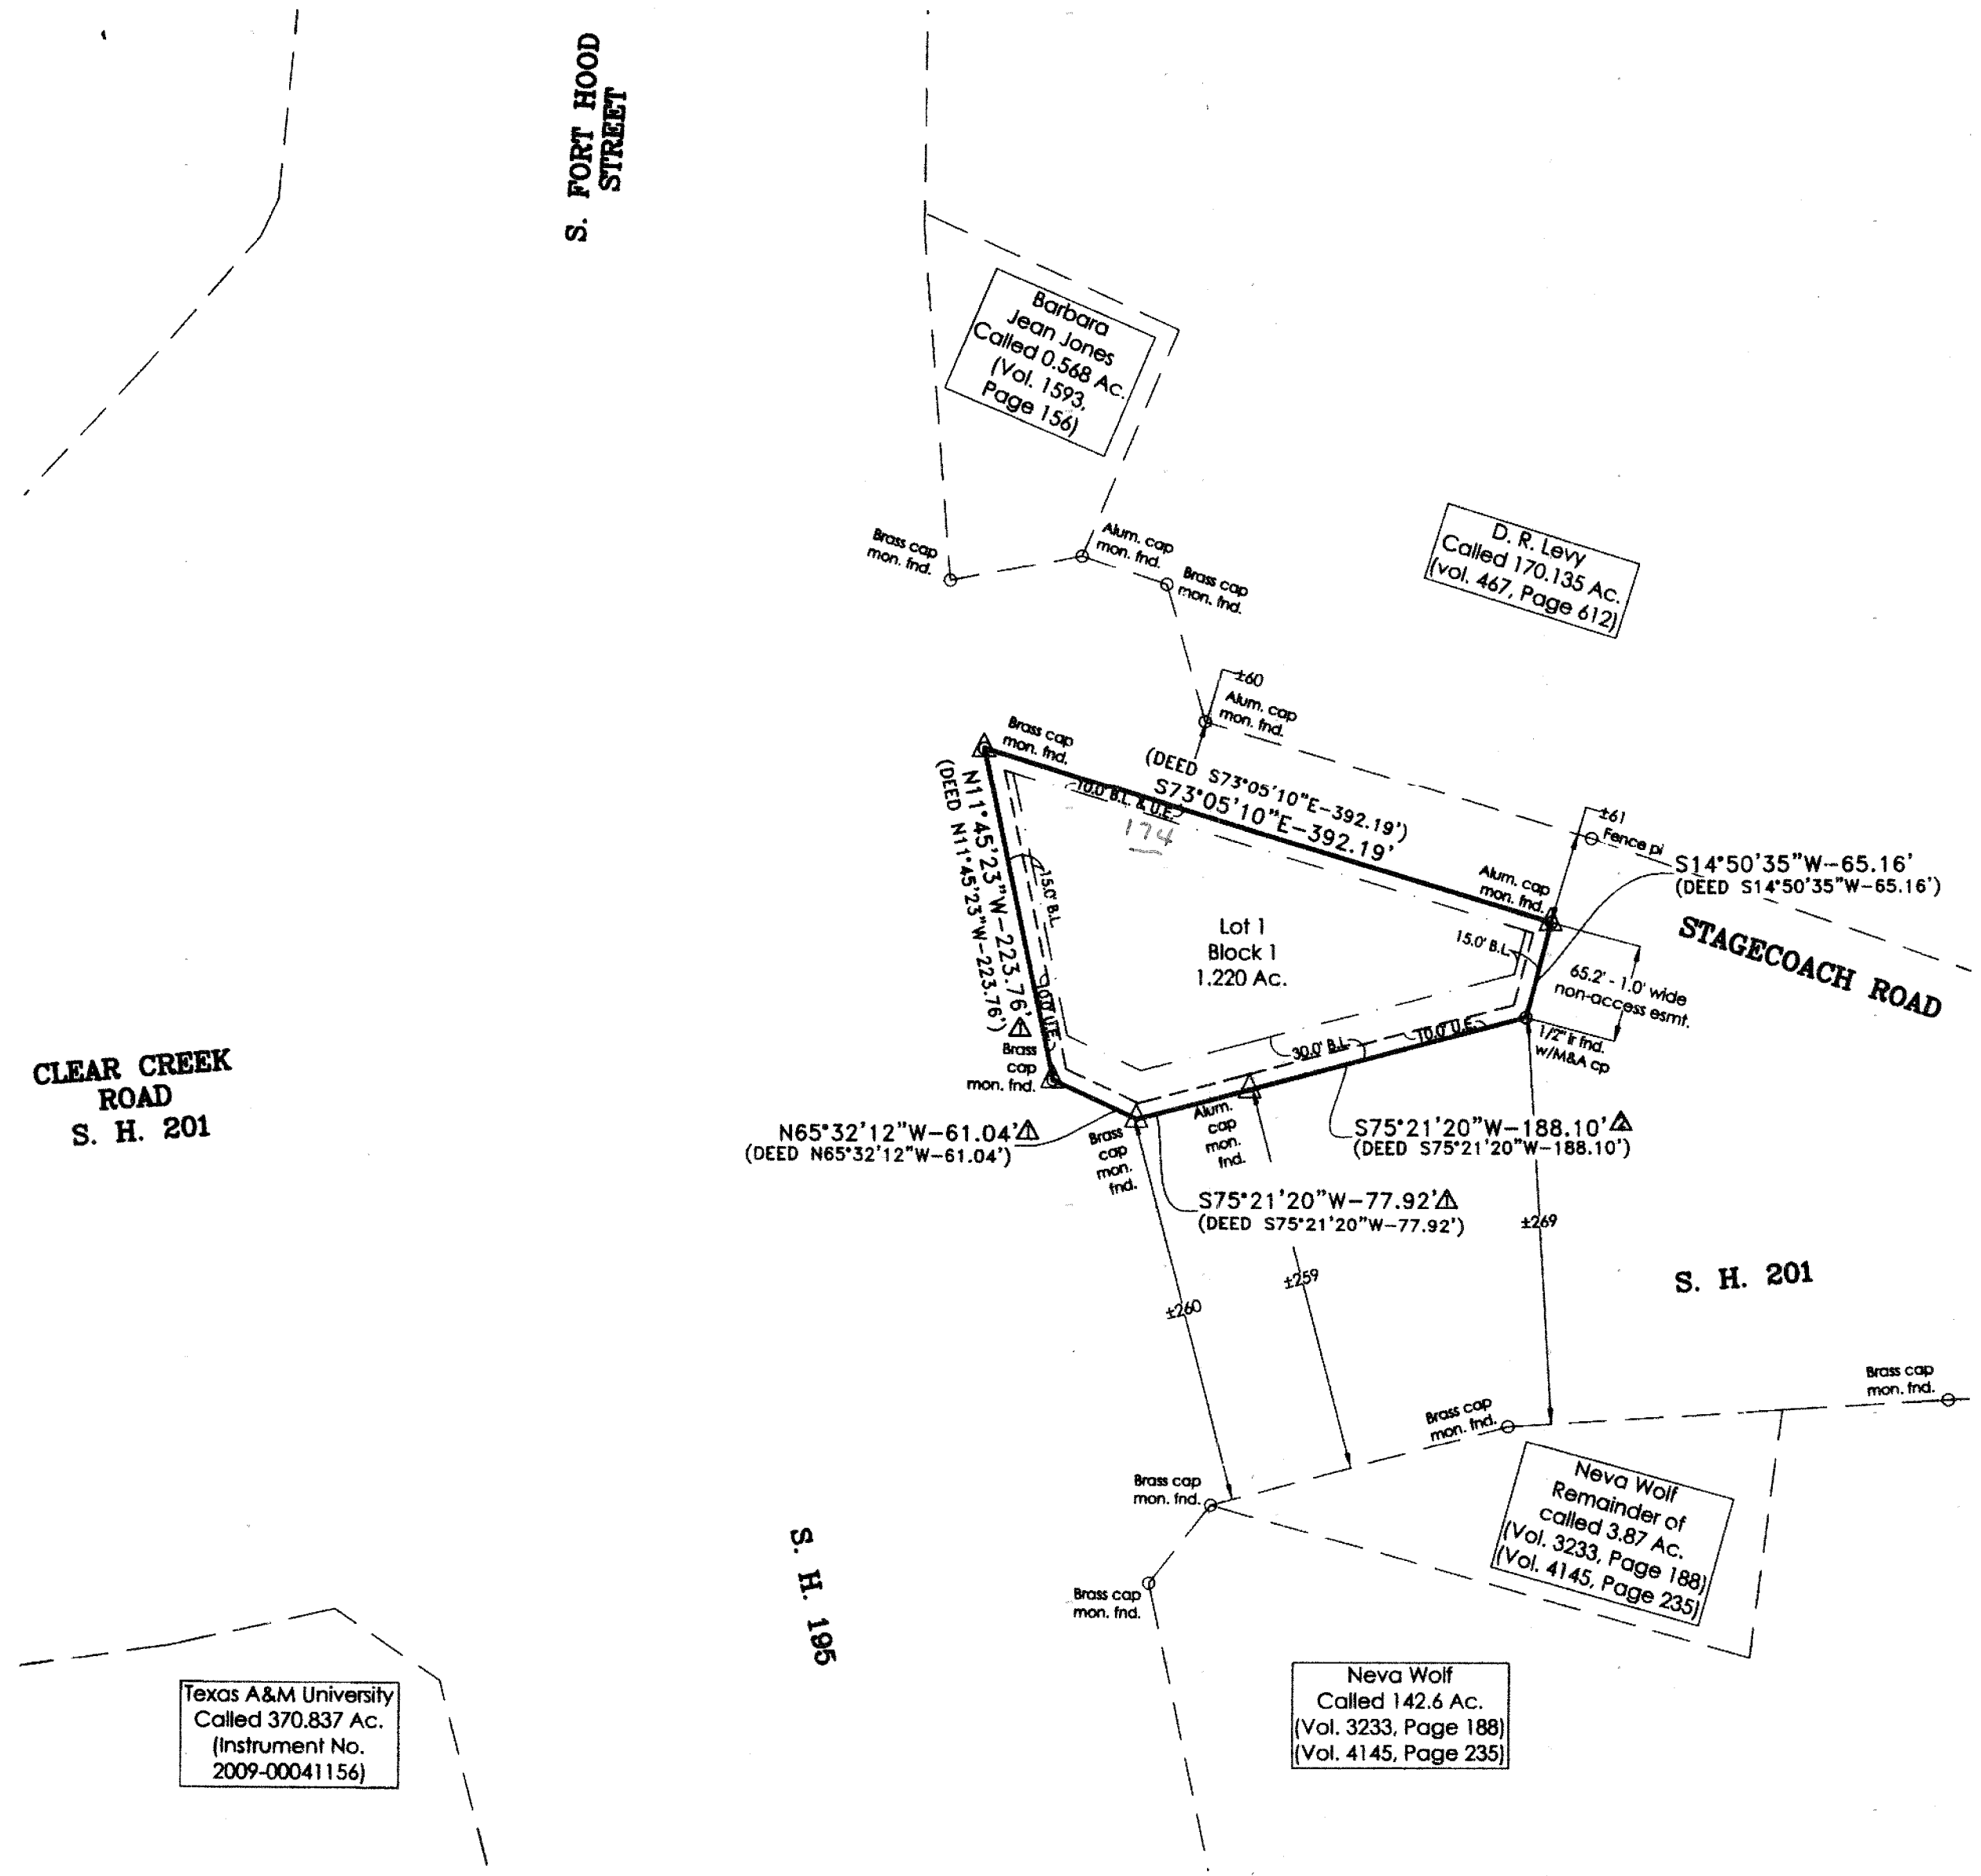 S. FORT HOOD
STREET
Barbara
Jean Jones
Called 0.568 Ac.
(Vol. 1593,
Page 156)
Brass cap
mon. fnd.
Alum. cap
mon. fnd.
Brass cap
mon. fnd.
D. R. Levy
Called 170.135 Ac.
(vol. 467, Page 612)
±60
Alum. cap
mon. fnd.
Brass cap
mon. fnd.
(DEED S73°05'10"E-392.19')
S73°05'10"E-392.19'
10.0' B.L. & U.E.
174
N11°45'23"W-223.76'
(DEED N11°45'23"W-223.76')
1
15.0' B.L.
10.0' U.E.
±61
Fence pi
S14°50'35"W-65.16'
(DEED S14°50'35"W-65.16')
Alum. cap
mon. fnd.
STAGECOACH ROAD
Lot 1
Block 1
1.220 Ac.
15.0' B.L.
65.2' - 1.0' wide
non-access esmt.
1/2" ir fnd.
w/M&A cp
30.0' B.L.
10.0' U.E.
Brass
cap
mon. fnd.
CLEAR CREEK
ROAD
S. H. 201
N65°32'12"W-61.04' 1
(DEED N65°32'12"W-61.04')
Brass
cap
mon.
fnd.
Alum.
cap
mon.
fnd.
S75°21'20"W-188.10' 2
(DEED S75°21'20"W-188.10')
S75°21'20"W-77.92' 1
(DEED S75°21'20"W-77.92')
±269
±259
±260
S. H. 201
Brass cap
mon. fnd.
Brass cap
mon. fnd.
Brass cap
mon. fnd.
Neva Wolf
Remainder of
called 3.87 Ac.
(Vol. 3233, Page 188)
(Vol. 4145, Page 235)
S. H. 195
Brass cap
mon. fnd.
Texas A&M University
Called 370.837 Ac.
(Instrument No.
2009-00041156)
Neva Wolf
Called 142.6 Ac.
(Vol. 3233, Page 188)
(Vol. 4145, Page 235)